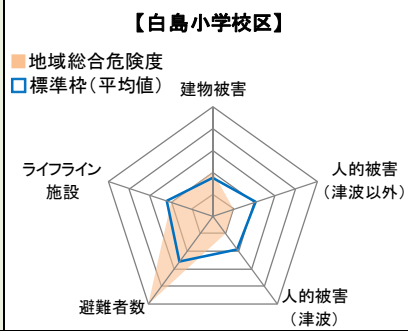 【白島小学校区】
地域総合危険度
標準枠（平均値）
建物被害
人的被害
（津波以外）
人的被害
（津波）
避難者数
ライフライン
施設